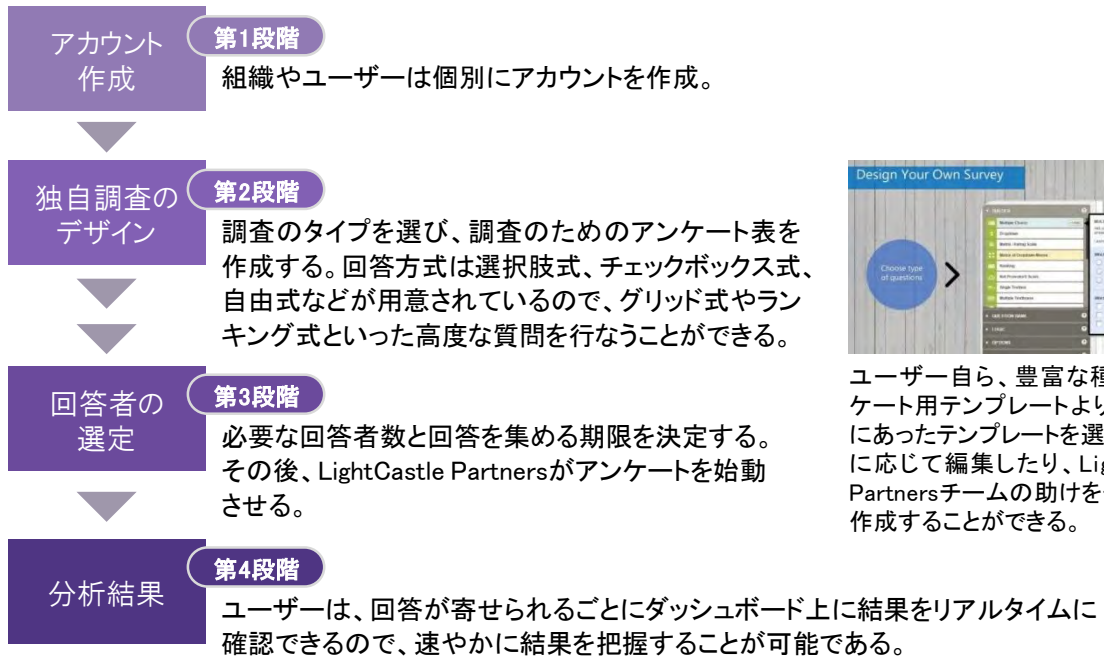 アカウント
作成
第1段階
組織やユーザーは個別にアカウントを作成。
独自調査の
デザイン
第2段階
調査のタイプを選び、調査のためのアンケート表を
作成する。回答方式は選択肢式、チェックボックス式、
自由式などが用意されているので、グリッド式やラン
キング式といった高度な質問を行なうことができる。
Design Your Own Survey
Choose type
of questions
Multiple Choice
Dropdown
Ranking
Single Textbox
Multiple Textboxes
LOGIC
OPTIONS
ユーザー自ら、豊富な種
ケート用テンプレートより
にあったテンプレートを選
に応じて編集したり、Lig
Partnersチームの助けを
作成することができる。
回答者の
選定
第3段階
必要な回答者数と回答を集める期限を決定する。
その後、LightCastle Partnersがアンケートを始動
させる。
分析結果
第4段階
ユーザーは、回答が寄せられるごとにダッシュボード上に結果をリアルタイムに
確認できるので、速やかに結果を把握することが可能である。